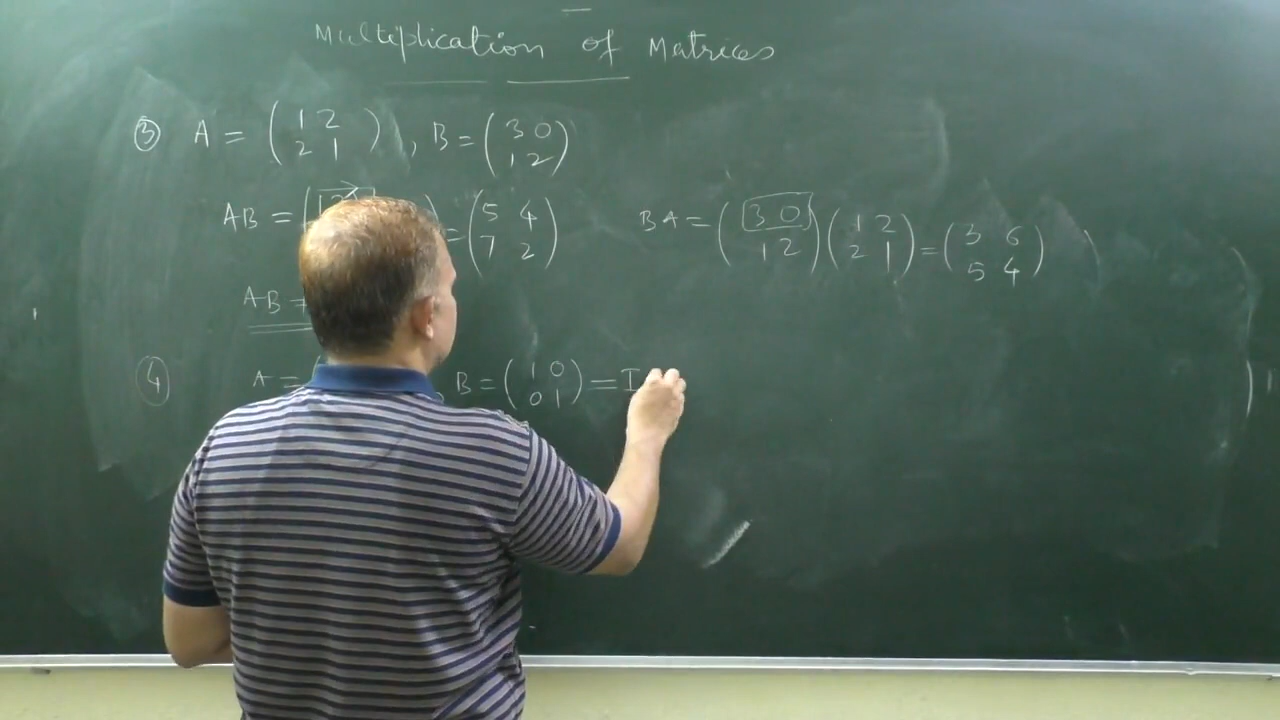 Multiplication of Matrices
③ A = (1 2 / 2 1), B = (3 0 / 1 2)
AB = = (5 4 / 7 2) BA = (3 0 / 1 2)(1 2 / 2 1) = (3 6 / 5 4)
AB
④ A = B = (1 0 / 0 1) = I